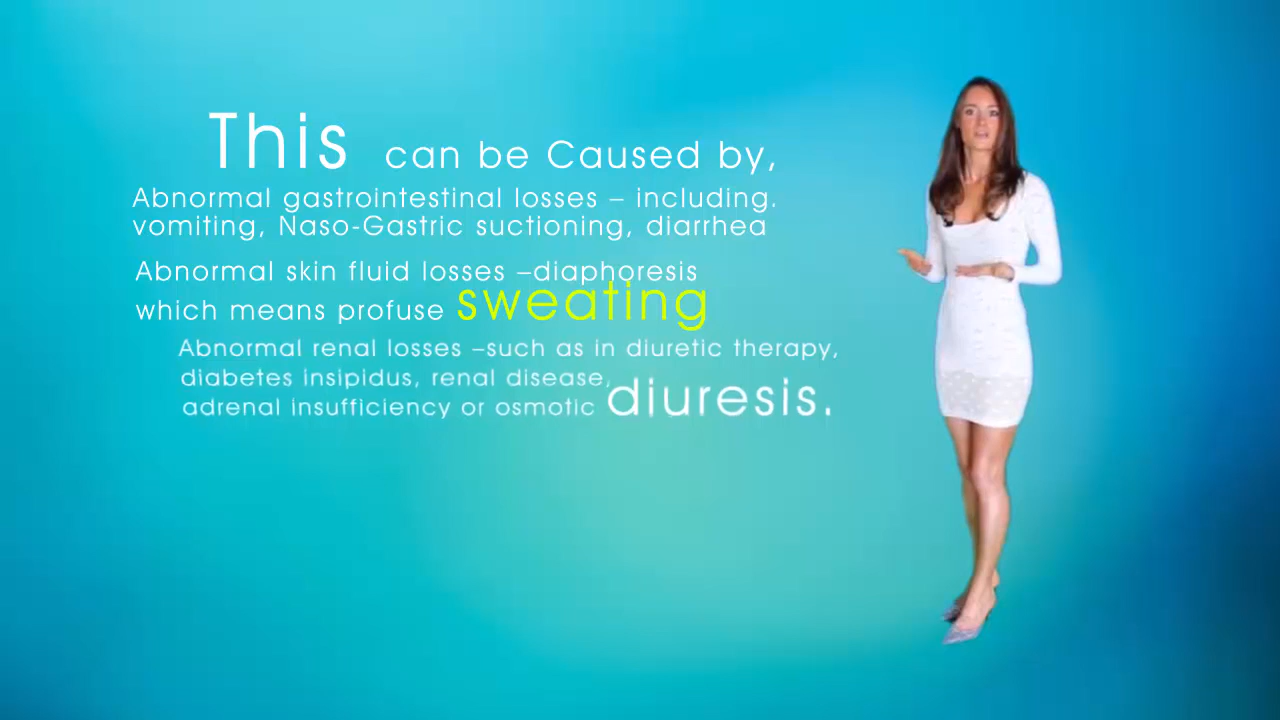 This can be Caused by,
Abnormal gastrointestinal losses – including.
vomiting, Naso-Gastric suctioning, diarrhea
Abnormal skin fluid losses –diaphoresis
which means profuse sweating
Abnormal renal losses –such as in diuretic therapy,
diabetes insipidus, renal disease,
adrenal insufficiency or osmotic diuresis.